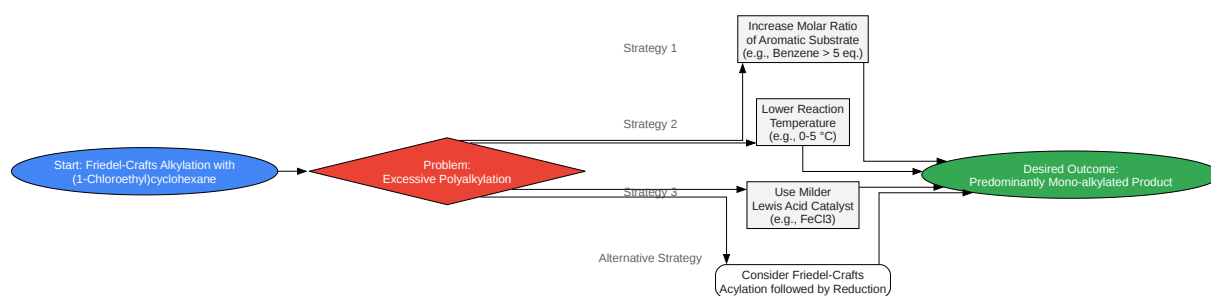 Start: Friedel-Crafts Alkylation with
(1-Chloroethyl)cyclohexane
Problem:
Excessive Polyalkylation
Strategy 1
Increase Molar Ratio
of Aromatic Substrate
(e.g., Benzene > 5 eq.)
Strategy 2
Lower Reaction
Temperature
(e.g., 0-5 °C)
Strategy 3
Use Milder
Lewis Acid Catalyst
(e.g., FeCl3)
Alternative Strategy
Consider Friedel-Crafts
Acylation followed by Reduction
Desired Outcome:
Predominantly Mono-alkylated Product